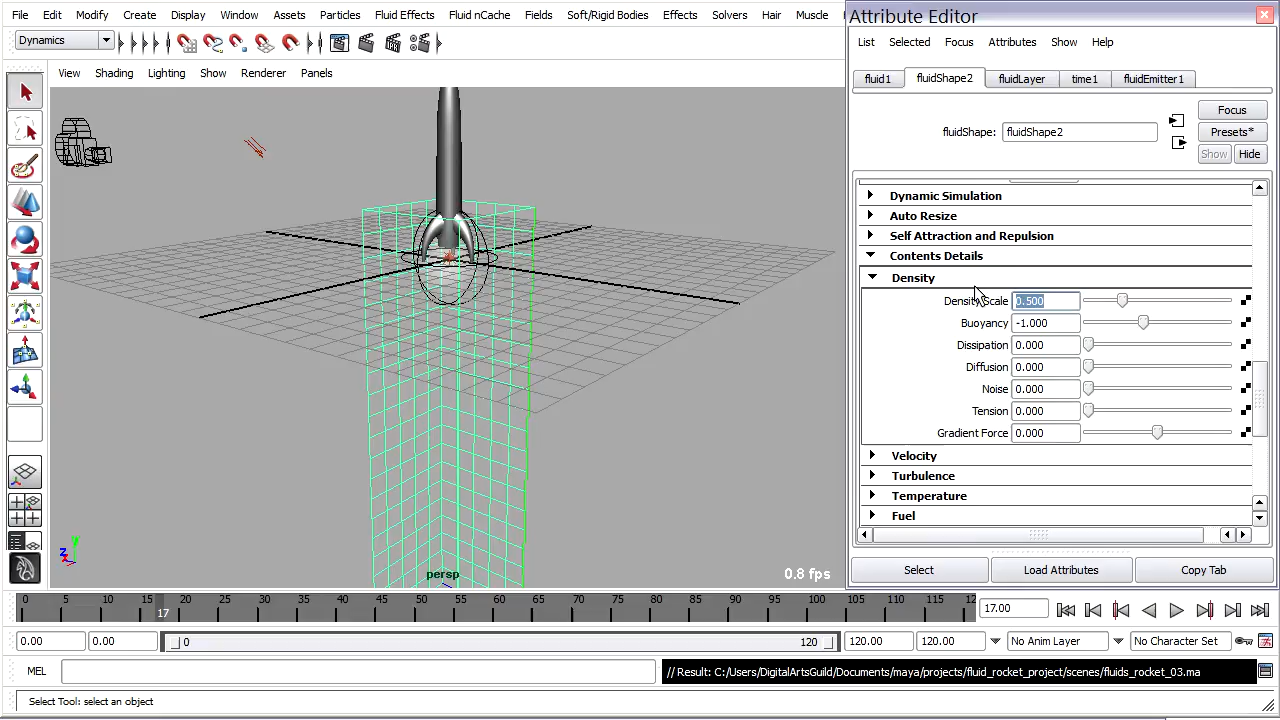 File Edit Modify Create Display Window Assets Particles Fluid Effects Fluid nCache Fields Soft/Rigid Bodies Effects Solvers Hair Muscle
Attribute Editor
Dynamics
List Selected Focus Attributes Show Help
View Shading Lighting Show Renderer Panels
fluid1 fluidShape2 fluidLayer time1 fluidEmitter1
Focus
fluidShape: fluidShape2
Presets*
Show Hide
Dynamic Simulation
Auto Resize
Self Attraction and Repulsion
Contents Details
Density
Density Scale 0.500
Buoyancy -1.000
Dissipation 0.000
Diffusion 0.000
Noise 0.000
Tension 0.000
Gradient Force 0.000
Velocity
Turbulence
Temperature
Fuel
y
z
persp
0.8 fps
Select Load Attributes Copy Tab
0 5 10 15 17 20 25 30 35 40 45 50 55 60 65 70 75 80 85 90 95 100 105 110 115 12
17.00
0.00 0.00 0 120 120.00 120.00 No Anim Layer No Character Set
MEL
// Result: C:/Users/DigitalArtsGuild/Documents/maya/projects/fluid_rocket_project/scenes/fluids_rocket_03.ma
Select Tool: select an object